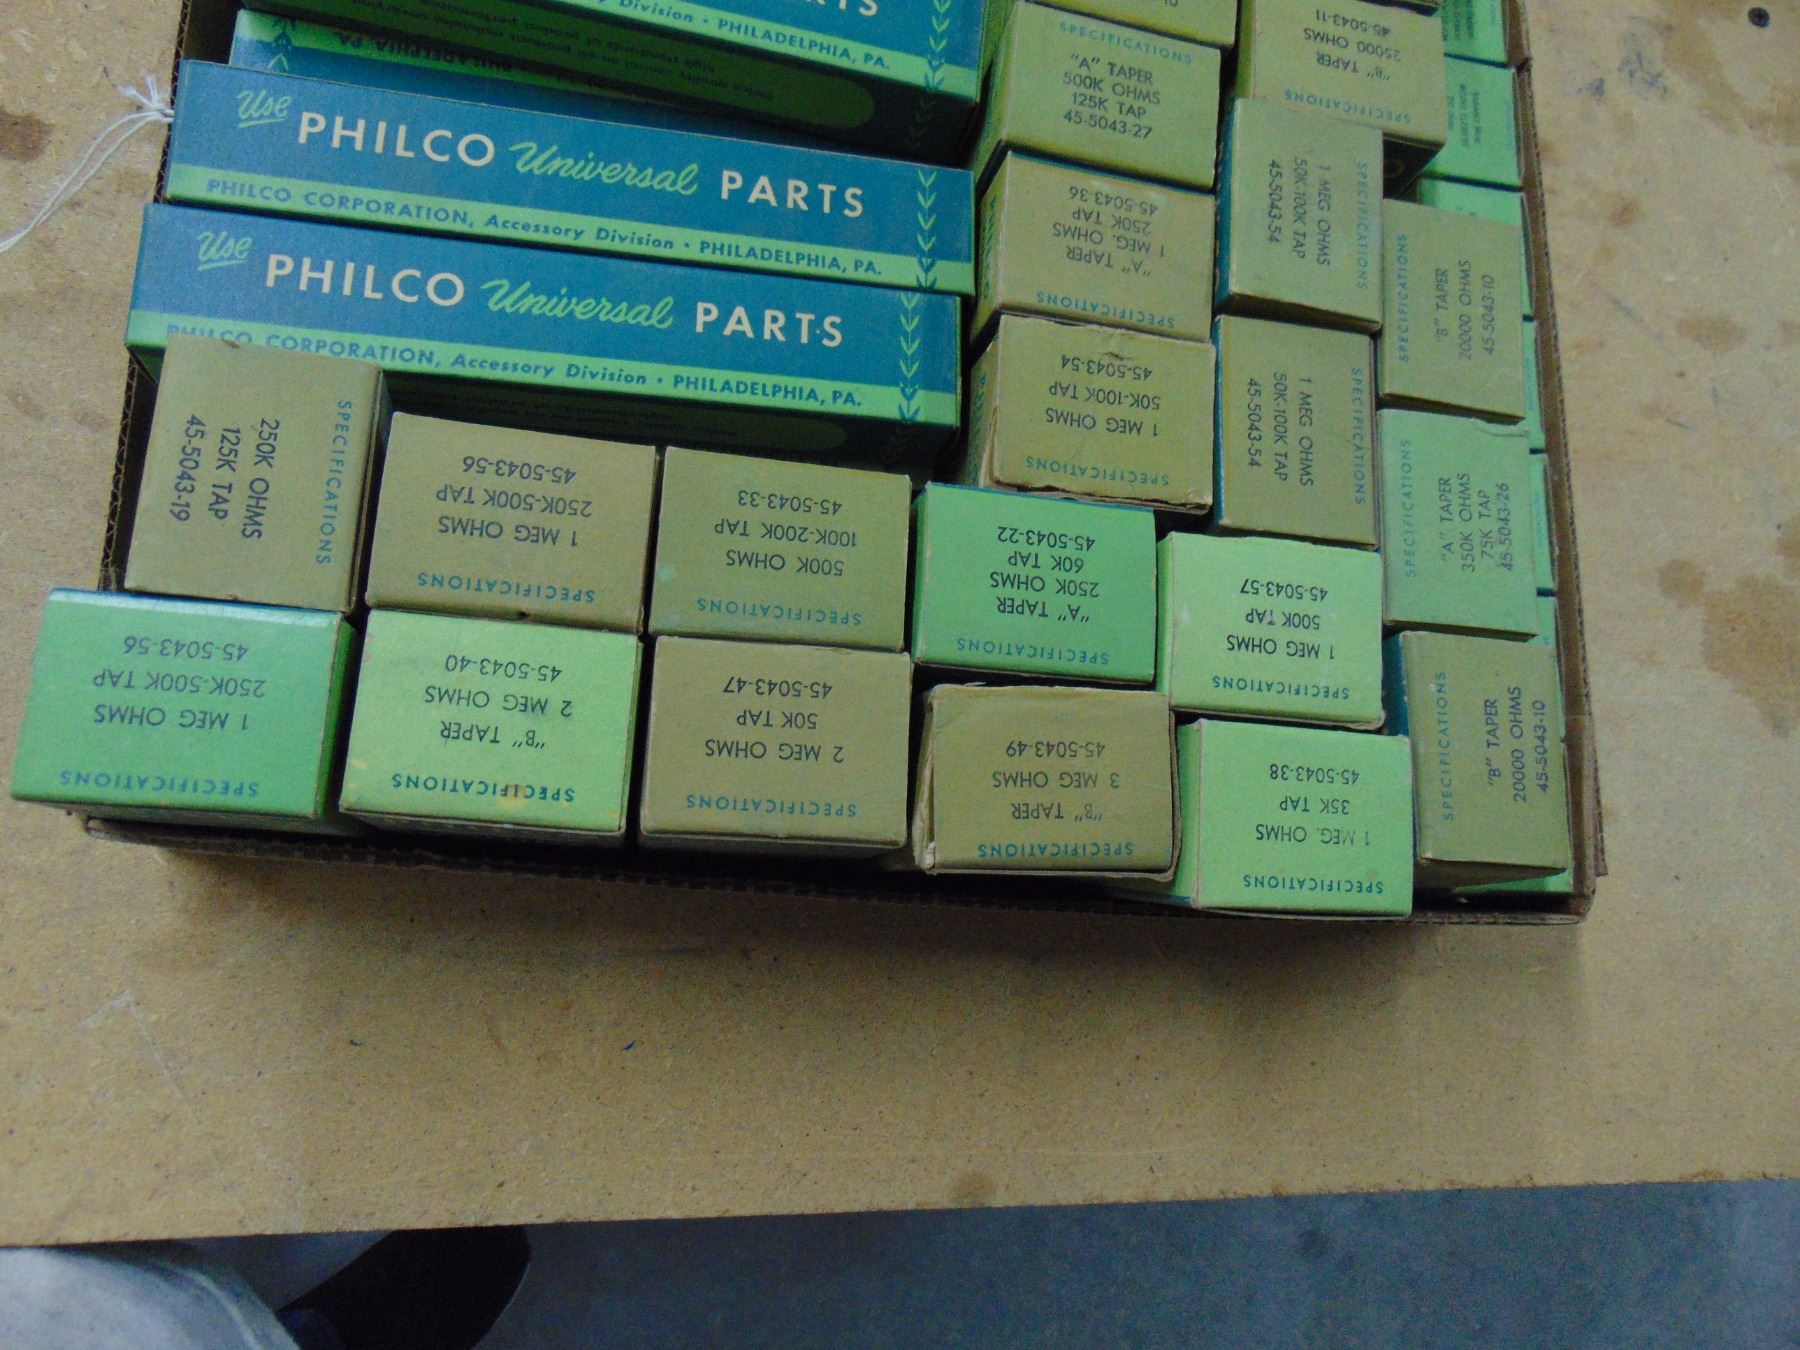 PARTS
Division • PHILADELPHIA, PA.
Use PHILCO Universal PARTS
PHILCO CORPORATION, Accessory Division • PHILADELPHIA, PA.
Use PHILCO Universal PARTS
PHILCO CORPORATION, Accessory Division • PHILADELPHIA, PA.
SPECIFICATIONS
"A" TAPER
500K OHMS
125K TAP
45-5043-27
SPECIFICATIONS
"B" TAPER
25000 OHMS
45-5043-11
SPECIFICATIONS
"A" TAPER
1 MEG. OHMS
250K TAP
45-5043-36
SPECIFICATIONS
1 MEG OHMS
50K-100K TAP
45-5043-54
SPECIFICATIONS
"B" TAPER
20000 OHMS
45-5043-10
SPECIFICATIONS
1 MEG OHMS
50K-100K TAP
45-5043-54
SPECIFICATIONS
1 MEG OHMS
50K-100K TAP
45-5043-54
SPECIFICATIONS
"A" TAPER
350K OHMS
75K TAP
45-5043-26
SPECIFICATIONS
250K OHMS
125K TAP
45-5043-19
SPECIFICATIONS
1 MEG OHMS
250K-500K TAP
45-5043-56
SPECIFICATIONS
500K OHMS
100K-200K TAP
45-5043-33
SPECIFICATIONS
"A" TAPER
250K OHMS
60K TAP
45-5043-22
SPECIFICATIONS
1 MEG OHMS
500K TAP
45-5043-57
SPECIFICATIONS
"B" TAPER
20000 OHMS
45-5043-10
SPECIFICATIONS
1 MEG OHMS
250K-500K TAP
45-5043-56
SPECIFICATIONS
"B" TAPER
2 MEG OHMS
45-5043-40
SPECIFICATIONS
2 MEG OHMS
50K TAP
45-5043-47
SPECIFICATIONS
"B" TAPER
3 MEG OHMS
45-5043-49
SPECIFICATIONS
1 MEG. OHMS
35K TAP
45-5043-38